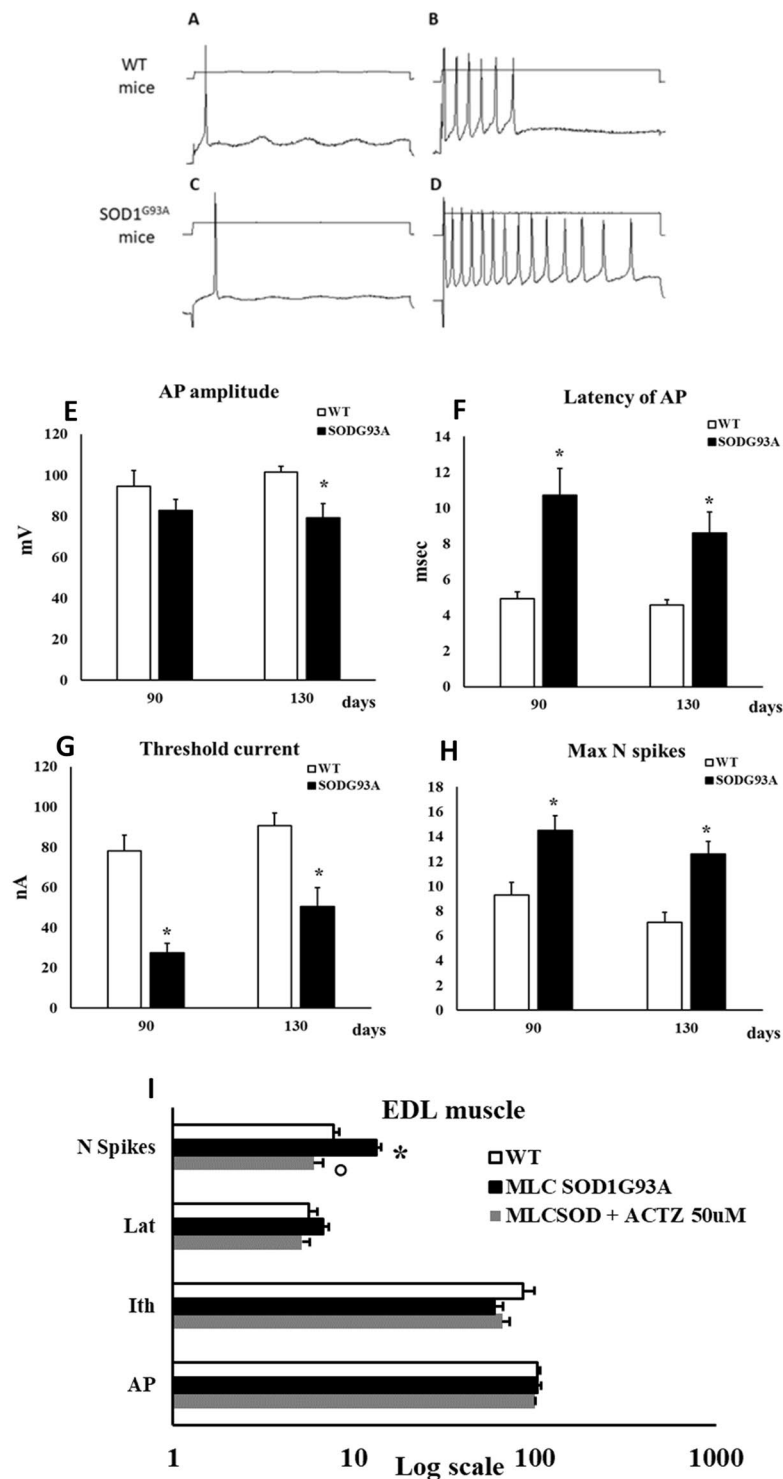 A
B
WT
mice
C
D
SOD1G93A
mice
E
AP amplitude
WT
SODG93A
120
100
80
60
40
20
0
mV
90
130
days
F
Latency of AP
WT
SODG93A
14
12
10
8
6
4
2
0
msec
*
*
*
90
130
days
G
Threshold current
WT
SODG93A
120
100
80
60
40
20
0
nA
*
*
90
130
days
H
Max N spikes
WT
SODG93A
18
16
14
12
10
8
6
4
2
0
*
*
90
130
days
I
EDL muscle
N Spikes
*
WT
MLC SOD1G93A
MLCSOD + ACTZ 50uM
Lat
Ith
AP
1
10
100
1000
Log scale